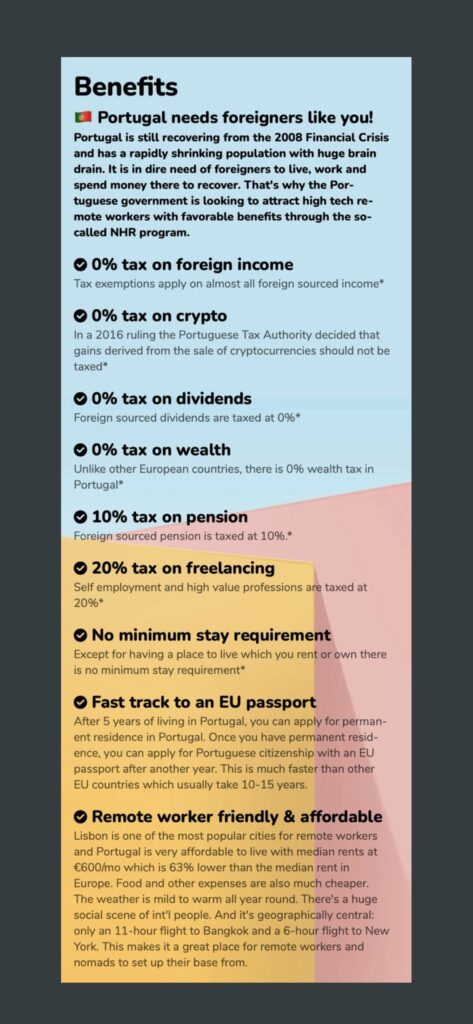 Benefits
🇵🇹 Portugal needs foreigners like you!
Portugal is still recovering from the 2008 Financial Crisis
and has a rapidly shrinking population with huge brain
drain. It is in dire need of foreigners to live, work and
spend money there to recover. That's why the Por-
tuguese government is looking to attract high tech re-
mote workers with favorable benefits through the so-
called NHR program.
0% tax on foreign income
Tax exemptions apply on almost all foreign sourced income*
0% tax on crypto
In a 2016 ruling the Portuguese Tax Authority decided that
gains derived from the sale of cryptocurrencies should not be
taxed*
0% tax on dividends
Foreign sourced dividends are taxed at 0%*
0% tax on wealth
Unlike other European countries, there is 0% wealth tax in
Portugal*
10% tax on pension
Foreign sourced pension is taxed at 10%.*
20% tax on freelancing
Self employment and high value professions are taxed at
20%*
No minimum stay requirement
Except for having a place to live which you rent or own there
is no minimum stay requirement*
Fast track to an EU passport
After 5 years of living in Portugal, you can apply for perman-
ent residence in Portugal. Once you have permanent resid-
ence, you can apply for Portuguese citizenship with an EU
passport after another year. This is much faster than other
EU countries which usually take 10-15 years.
Remote worker friendly & affordable
Lisbon is one of the most popular cities for remote workers
and Portugal is very affordable to live with median rents at
€600/mo which is 63% lower than the median rent in
Europe. Food and other expenses are also much cheaper.
The weather is mild to warm all year round. There's a huge
social scene of int'l people. And it's geographically central:
only an 11-hour flight to Bangkok and a 6-hour flight to New
York. This makes it a great place for remote workers and
nomads to set up their base from.